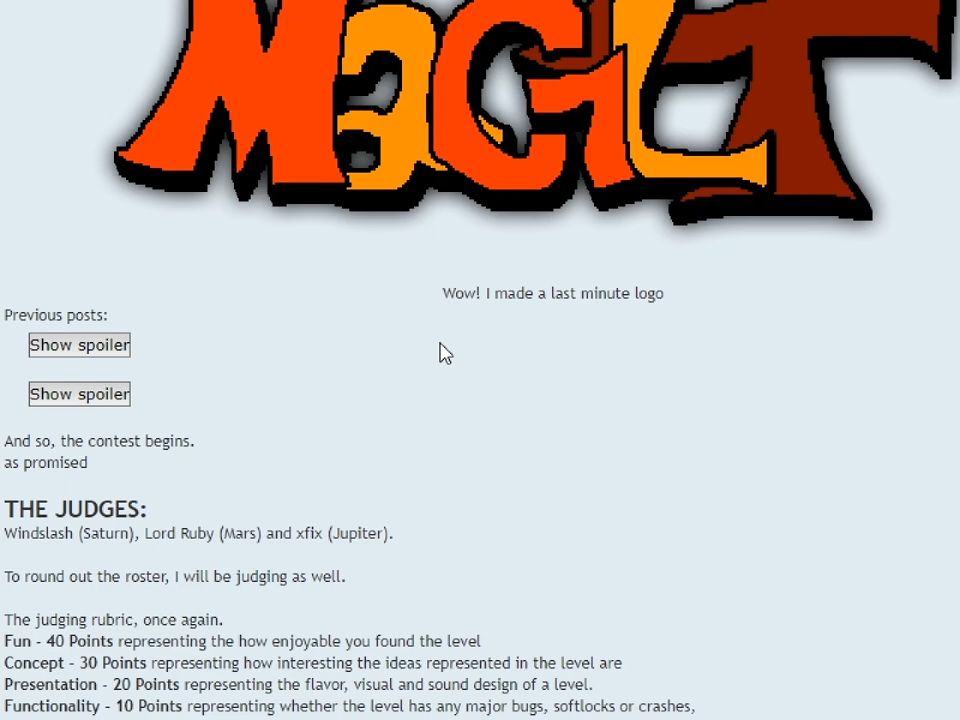 MaGLT
Wow! I made a last minute logo
Previous posts:
Show spoiler
Show spoiler
And so, the contest begins.
as promised
THE JUDGES:
Windslash (Saturn), Lord Ruby (Mars) and xfix (Jupiter).
To round out the roster, I will be judging as well.
The judging rubric, once again.
Fun - 40 Points representing the how enjoyable you found the level
Concept - 30 Points representing how interesting the ideas represented in the level are
Presentation - 20 Points representing the flavor, visual and sound design of a level.
Functionality - 10 Points representing whether the level has any major bugs, softlocks or crashes,